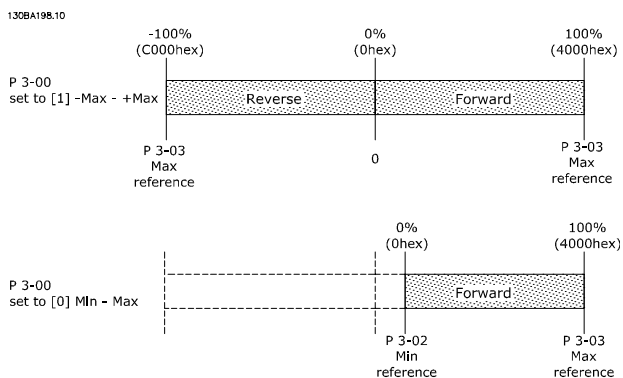 130BA198.10
-100%
(C000hex)
0%
(0hex)
100%
(4000hex)
P 3-00
set to [1] -Max - +Max
Reverse
Forward
P 3-03
Max
reference
0
P 3-03
Max
reference
0%
(0hex)
100%
(4000hex)
P 3-00
set to [0] Min - Max
Forward
P 3-02
Min
reference
P 3-03
Max
reference